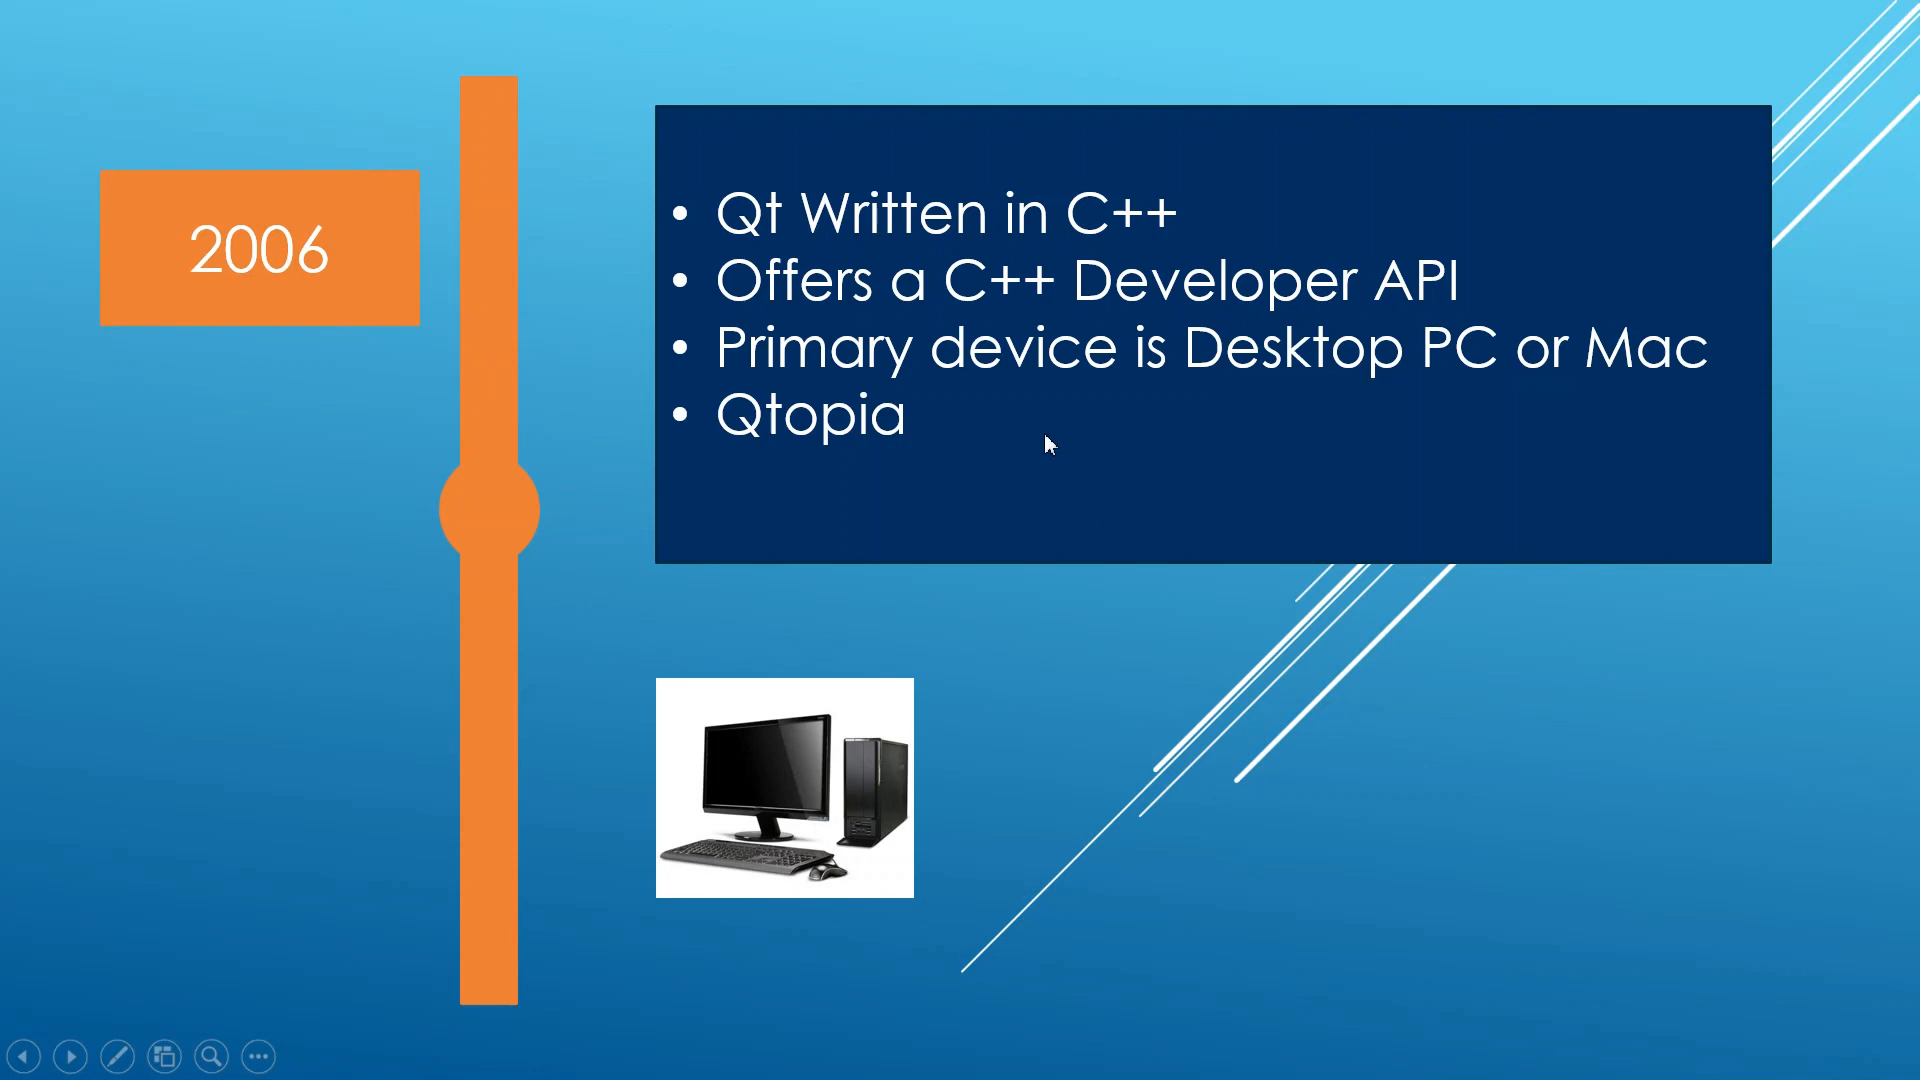 2006
• Qt Written in C++
• Offers a C++ Developer API
• Primary device is Desktop PC or Mac
• Qtopia